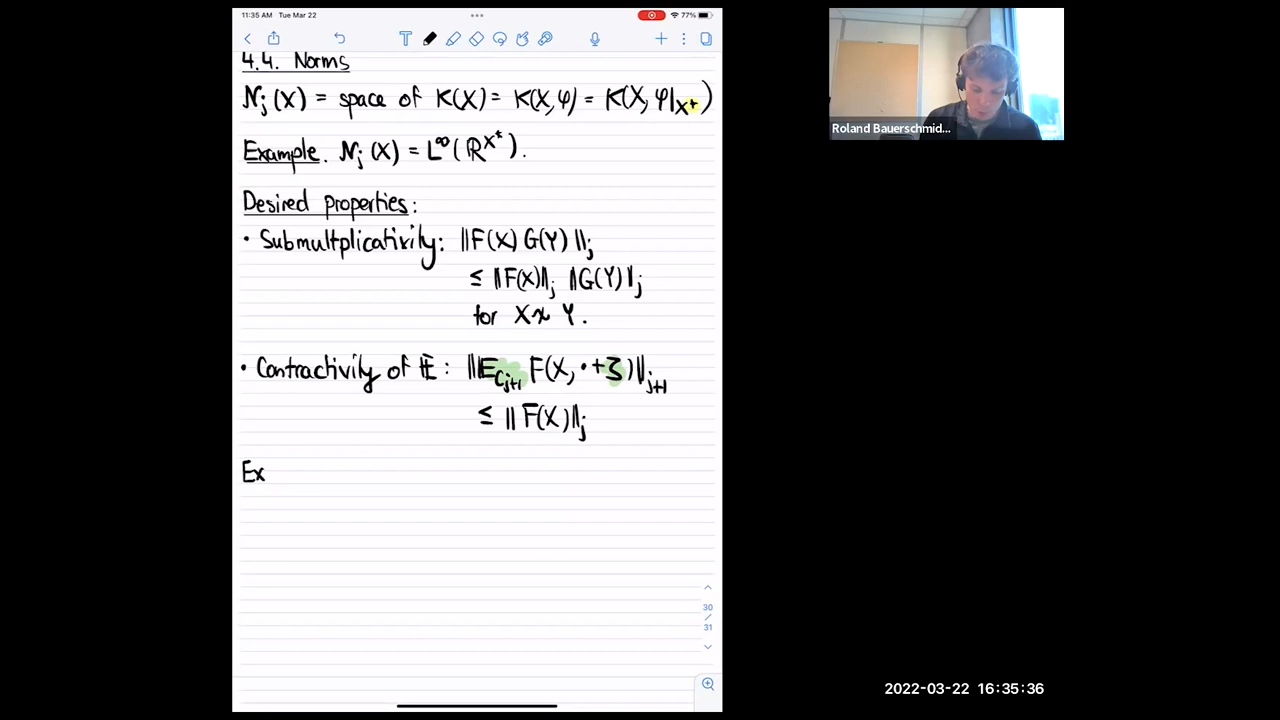 11:35 AM Tue Mar 22
77%
4.4. Norms
N_j(X) = space of K(X) = K(X, φ) = K(X, φ|_{X*})
Example. N_j(X) = L^∞(ℝ^{X*}).
Desired properties:
• Submultplicativity: ‖F(X) G(Y)‖_j
≤ ‖F(X)‖_j ‖G(Y)‖_j
for X≁Y.
• Contractivity of 𝔼: ‖𝔼_{C_{j+1}} F(X, · + ζ)‖_{j+1}
≤ ‖F(X)‖_j
Ex
30
/
31
Roland Bauerschmid...
2022-03-22 16:35:36